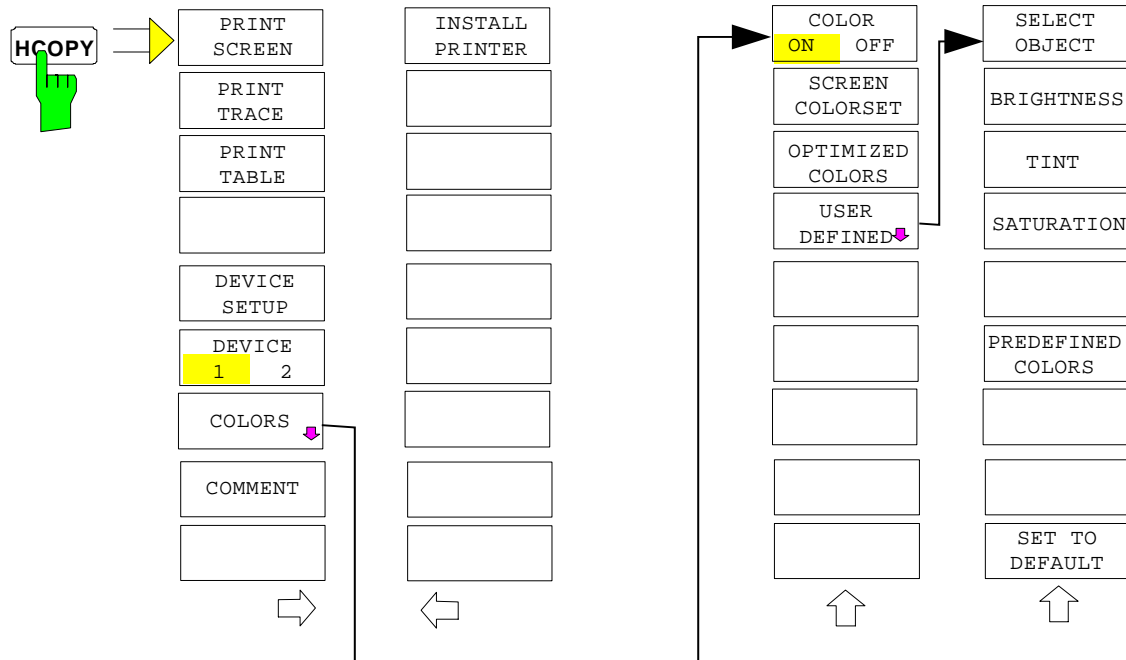 HCOPY
PRINT
SCREEN
PRINT
TRACE
PRINT
TABLE
DEVICE
SETUP
DEVICE
1 2
COLORS
COMMENT
INSTALL
PRINTER
COLOR
ON OFF
SCREEN
COLORSET
OPTIMIZED
COLORS
USER
DEFINED
SELECT
OBJECT
BRIGHTNESS
TINT
SATURATION
PREDEFINED
COLORS
SET TO
DEFAULT